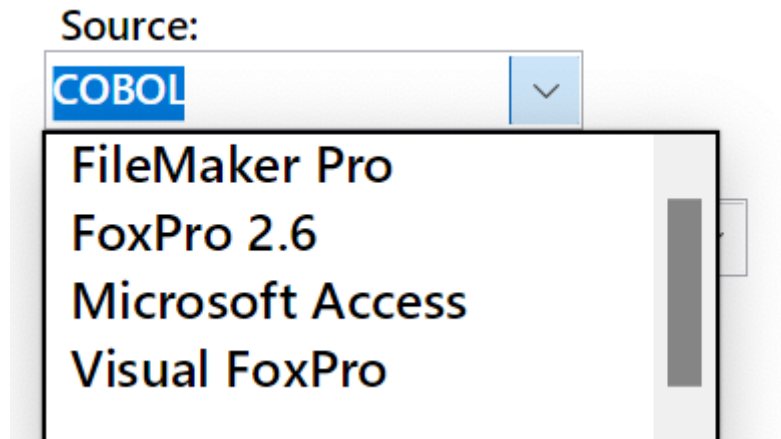 Source:
COBOL
FileMaker Pro
FoxPro 2.6
Microsoft Access
Visual FoxPro